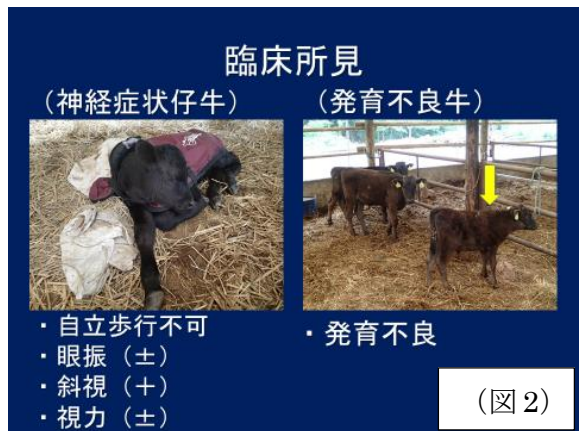 臨床所見
（神経症状仔牛）
（発育不良牛）
・自立歩行不可
・眼振（±）
・斜視（＋）
・視力（±）
・発育不良
（図２）